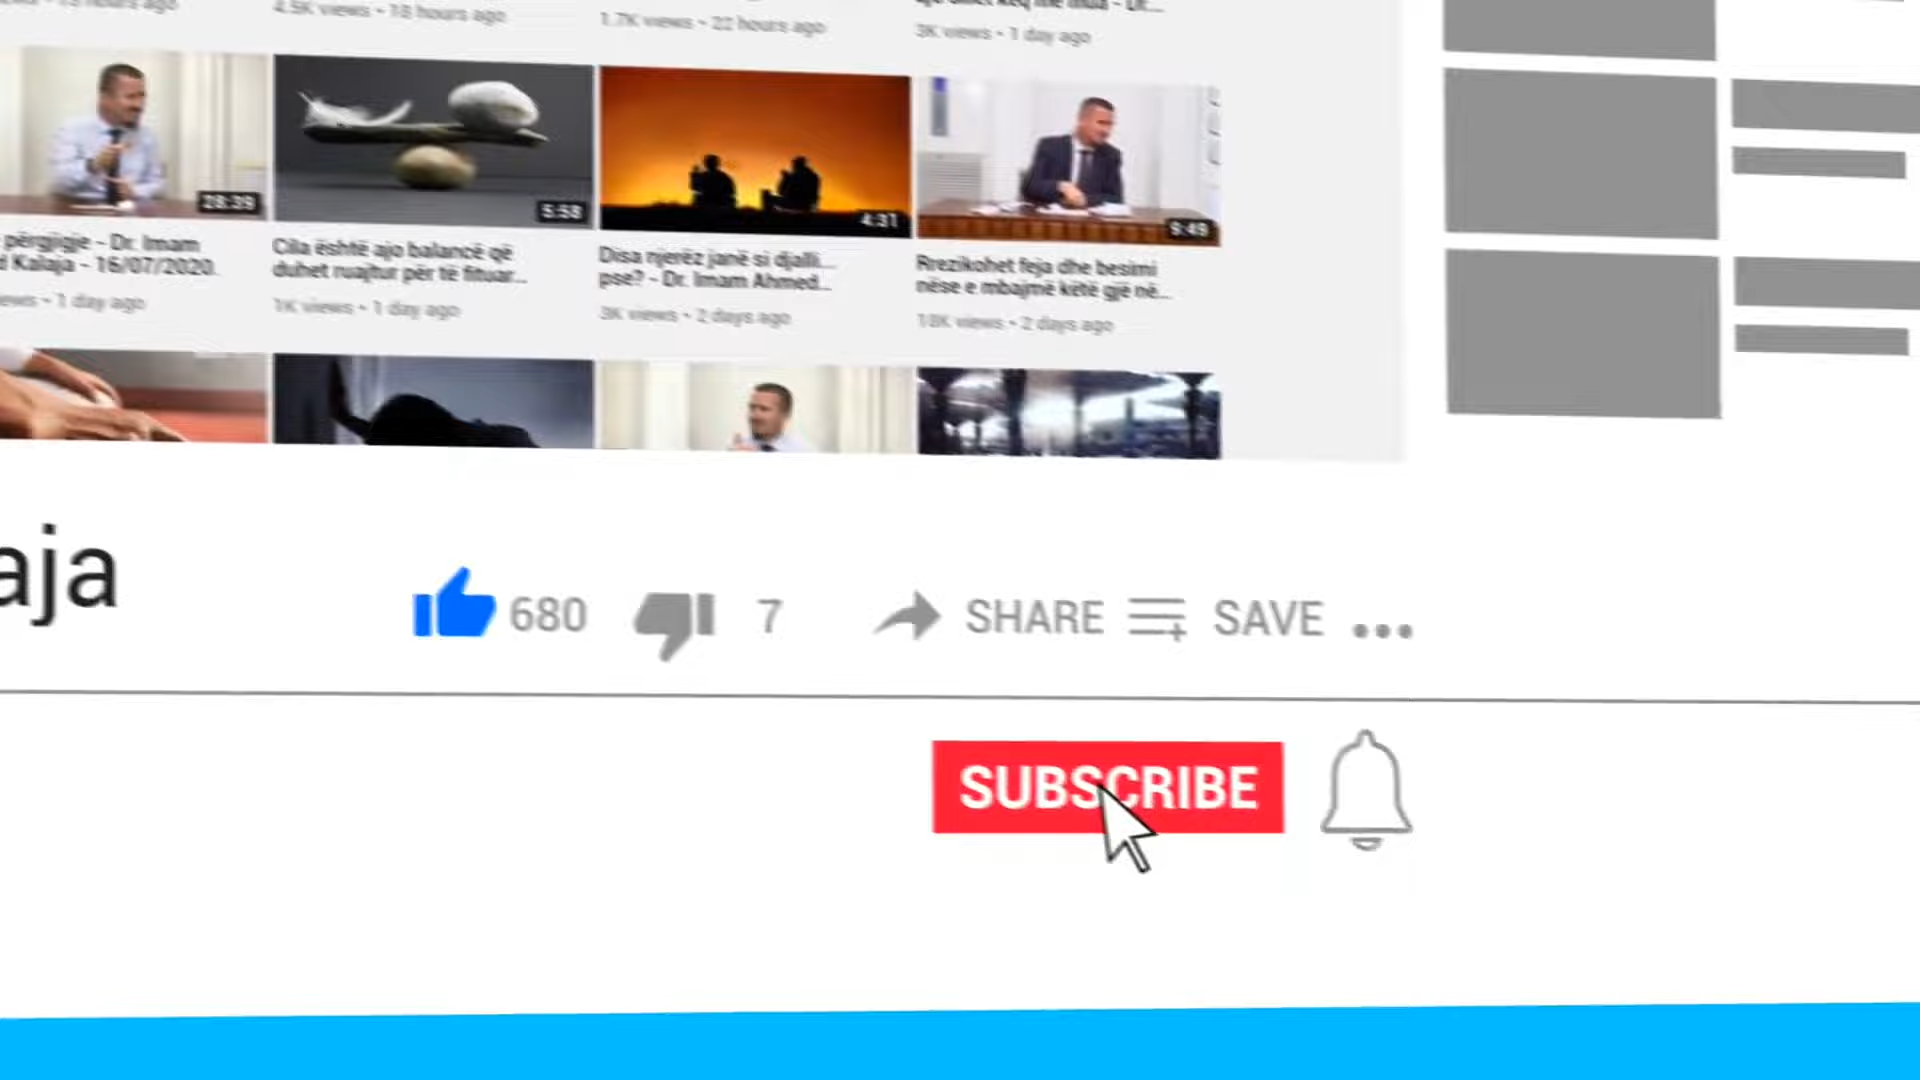 4.5K views • 18 hours ago
1.7K views • 22 hours ago
3K views • 1 day ago
28:39
5:58
4:31
9:49
përgjigje - Dr. Imam
Kalaja - 16/07/2020.
1 day ago
Cila është ajo balancë që
duhet ruajtur për të fituar...
1K views • 1 day ago
Disa njerëz janë si djalli...
pse? - Dr. Imam Ahmed...
3K views • 2 days ago
Rrezikohet feja dhe besimi
nëse e mbajmë këtë gjë në...
18K views • 2 days ago
aja
680
7
SHARE
SAVE
SUBSCRIBE